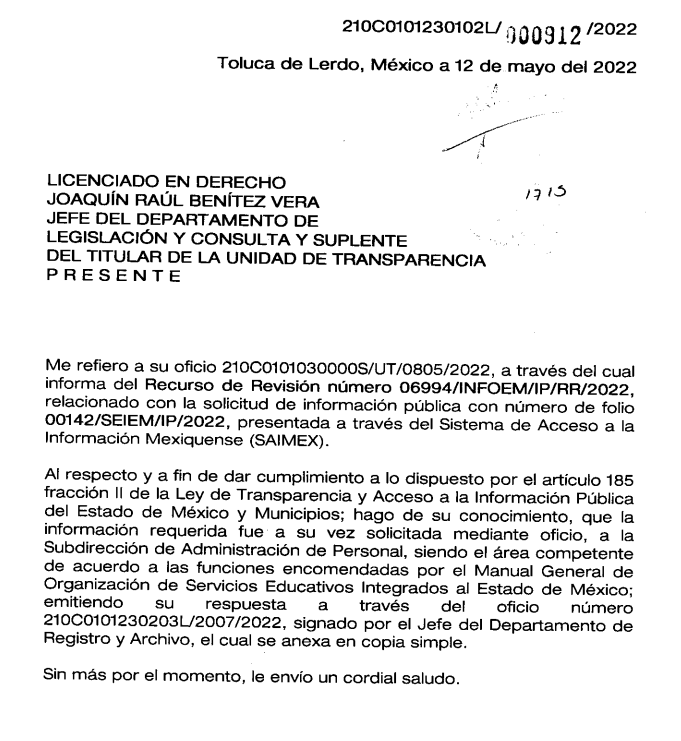 210C0101230102L/000912/2022
Toluca de Lerdo, México a 12 de mayo del 2022
1715
LICENCIADO EN DERECHO
JOAQUÍN RAÚL BENÍTEZ VERA
JEFE DEL DEPARTAMENTO DE
LEGISLACIÓN Y CONSULTA Y SUPLENTE
DEL TITULAR DE LA UNIDAD DE TRANSPARENCIA
P R E S E N T E
Me refiero a su oficio 210C0101030000S/UT/0805/2022, a través del cual
informa del Recurso de Revisión número 06994/INFOEM/IP/RR/2022,
relacionado con la solicitud de información pública con número de folio
00142/SEIEM/IP/2022, presentada a través del Sistema de Acceso a la
Información Mexiquense (SAIMEX).
Al respecto y a fin de dar cumplimiento a lo dispuesto por el artículo 185
fracción II de la Ley de Transparencia y Acceso a la Información Pública
del Estado de México y Municipios; hago de su conocimiento, que la
información requerida fue a su vez solicitada mediante oficio, a la
Subdirección de Administración de Personal, siendo el área competente
de acuerdo a las funciones encomendadas por el Manual General de
Organización de Servicios Educativos Integrados al Estado de México;
emitiendo su respuesta a través del oficio número
210C0101230203L/2007/2022, signado por el Jefe del Departamento de
Registro y Archivo, el cual se anexa en copia simple.
Sin más por el momento, le envío un cordial saludo.